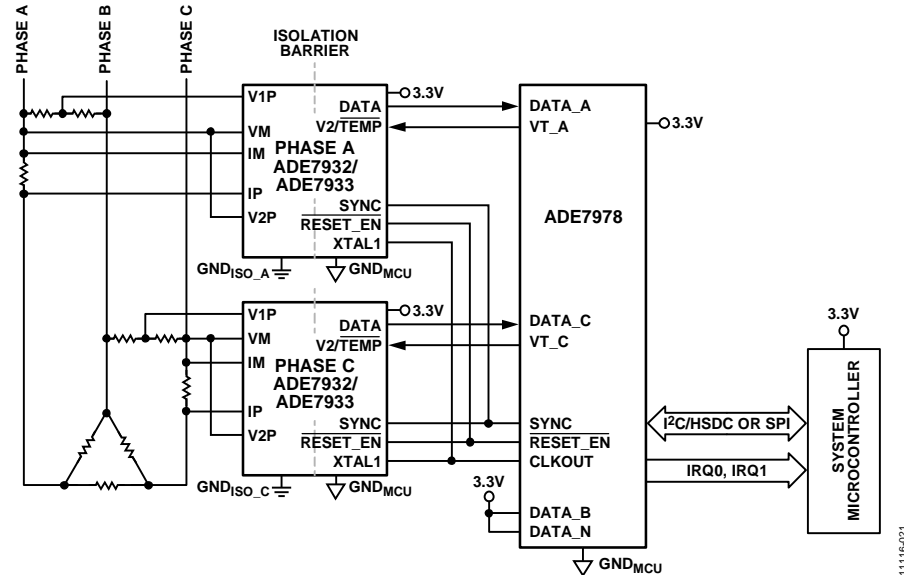 PHASE A
PHASE B
PHASE C
ISOLATION
BARRIER
V1P
VM
IM
IP
V2P
3.3V
DATA
V2/TEMP
PHASE A
ADE7932/
ADE7933
SYNC
RESET_EN
XTAL1
GNDISO_A
GNDMCU
V1P
VM
IM
IP
V2P
3.3V
DATA
V2/TEMP
PHASE C
ADE7932/
ADE7933
SYNC
RESET_EN
XTAL1
GNDISO_C
GNDMCU
DATA_A
VT_A
3.3V
ADE7978
DATA_C
VT_C
SYNC
RESET_EN
CLKOUT
3.3V
DATA_B
DATA_N
GNDMCU
I2C/HSDC OR SPI
IRQ0, IRQ1
3.3V
SYSTEM
MICROCONTROLLER
11116-021